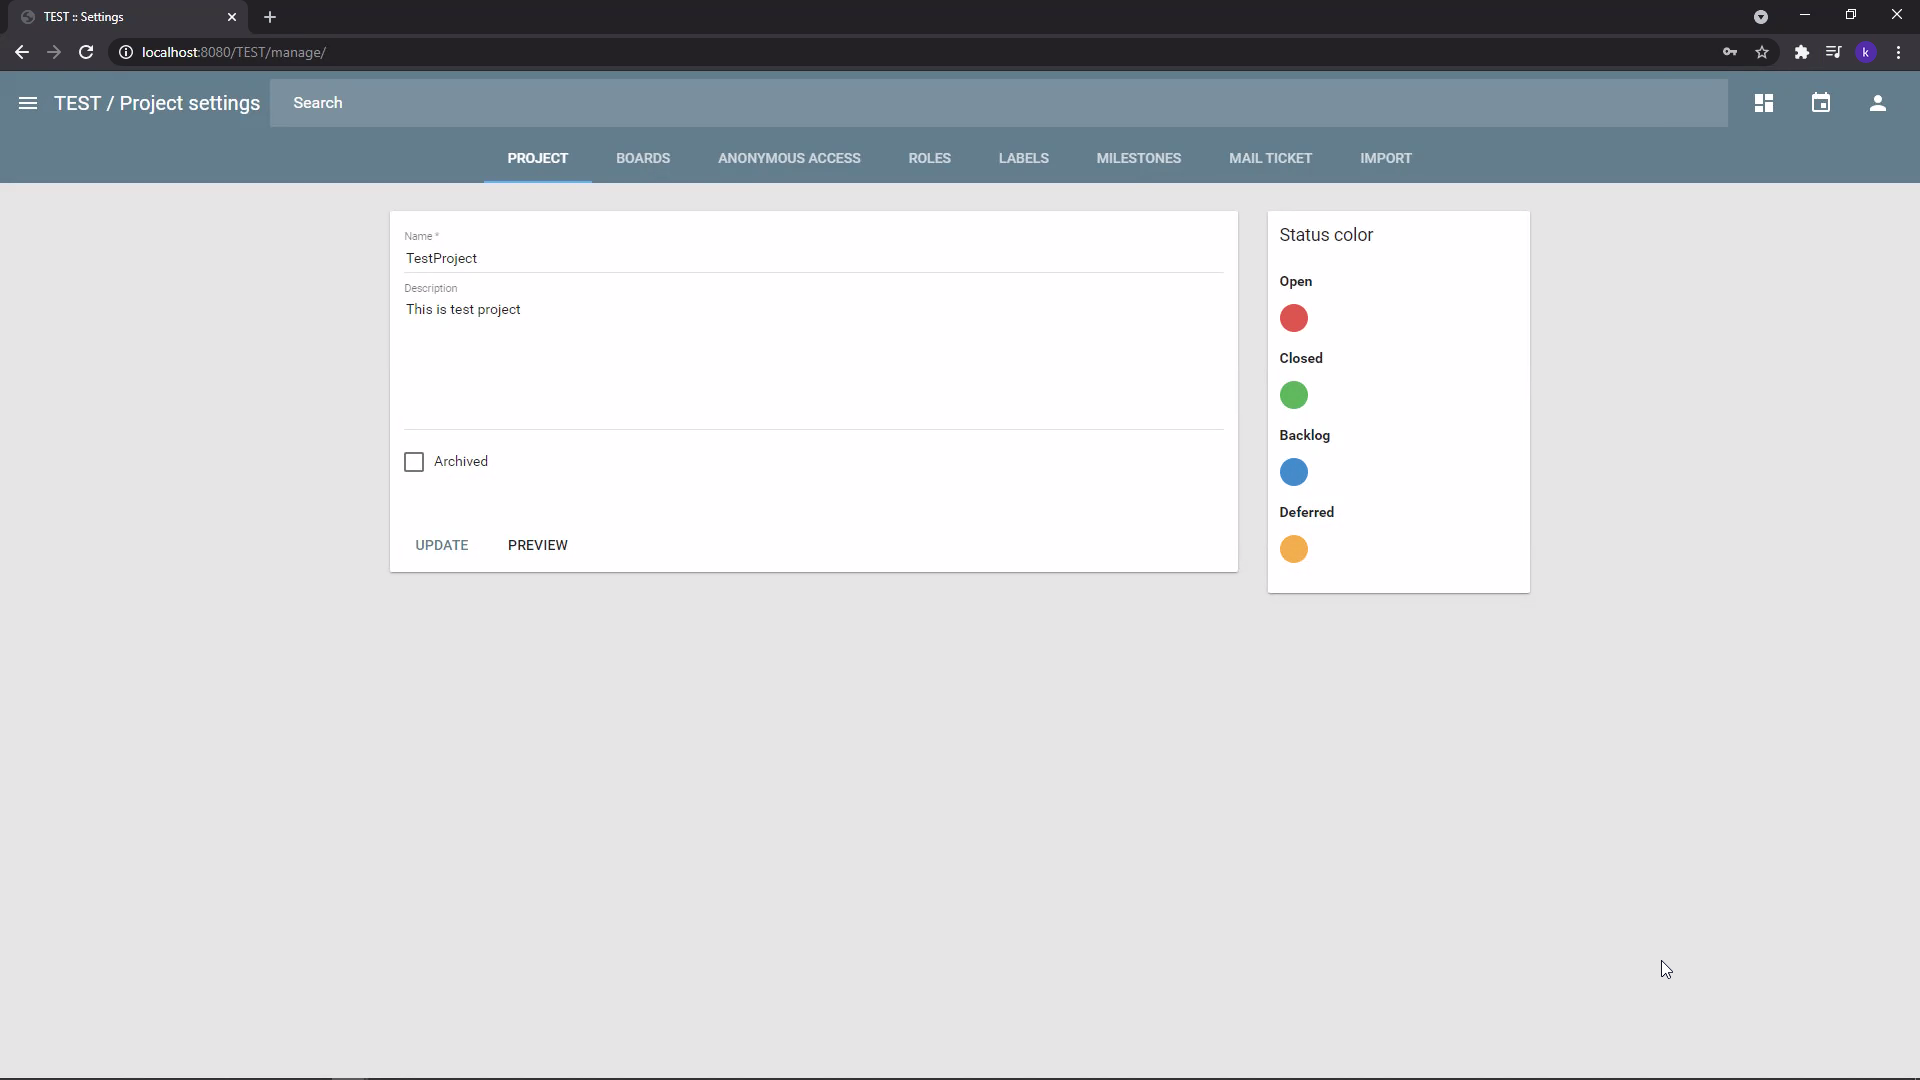 TEST :: Settings
localhost:8080/TEST/manage/
k
TEST / Project settings
Search
PROJECT BOARDS ANONYMOUS ACCESS ROLES LABELS MILESTONES MAIL TICKET IMPORT
Name *
TestProject
Description
This is test project
Archived
UPDATE PREVIEW
Status color
Open
Closed
Backlog
Deferred